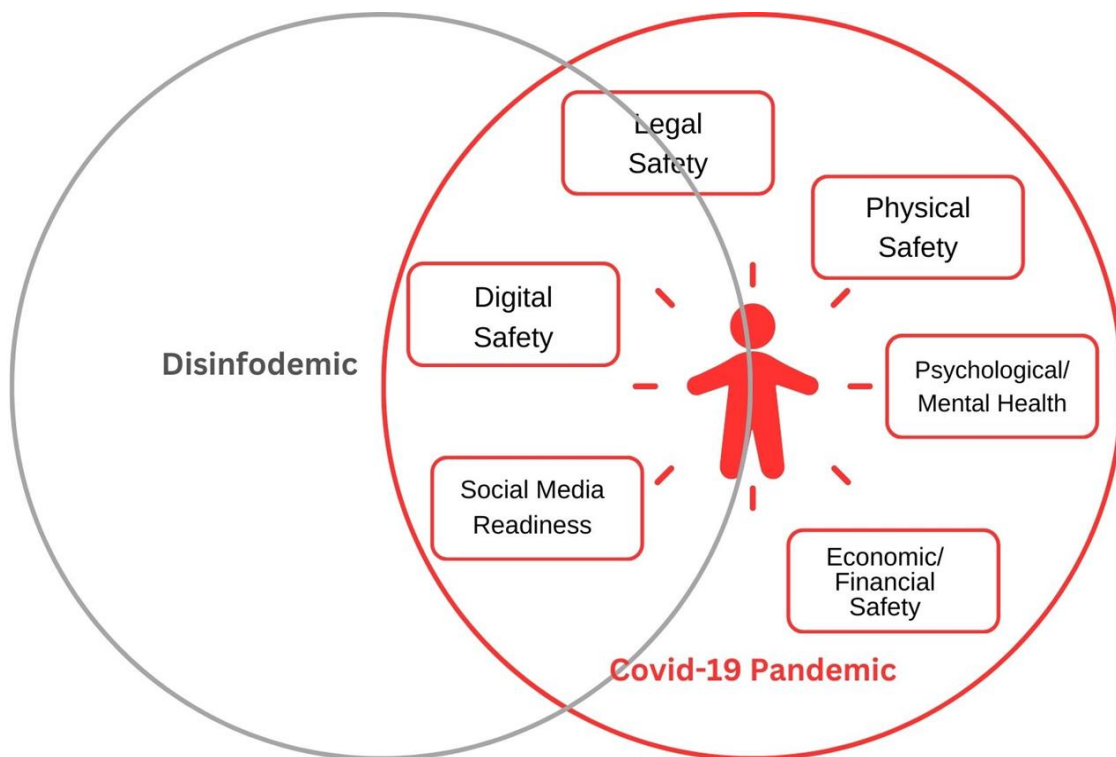 Legal
Safety
Physical
Safety
Digital
Safety
Disinfodemic
Psychological/
Mental Health
Social Media
Readiness
Economic/
Financial
Safety
Covid-19 Pandemic